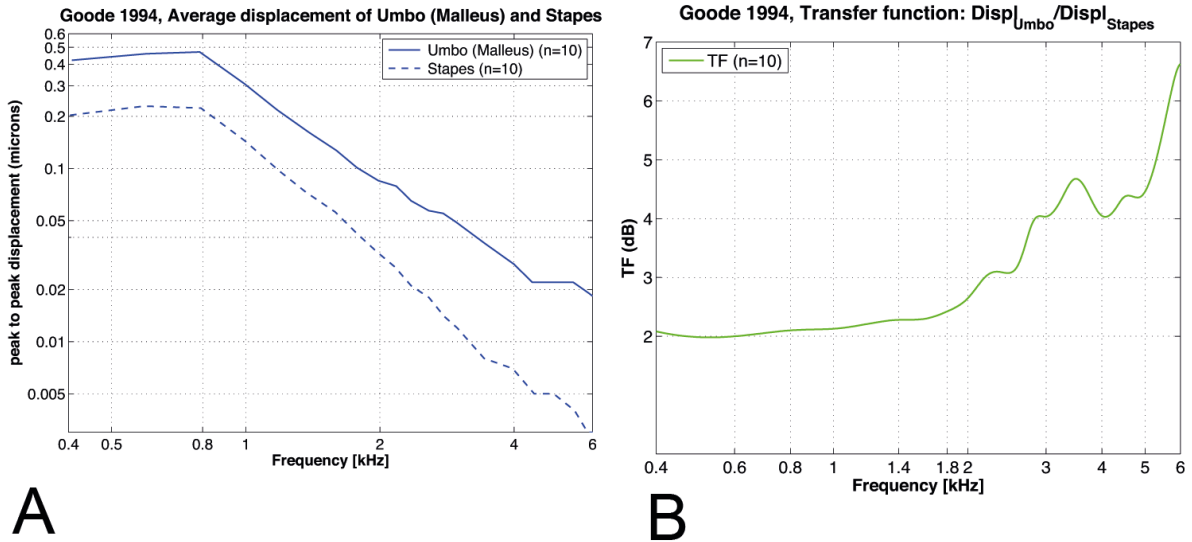 Goode 1994, Average displacement of Umbo (Malleus) and Stapes
peak to peak displacement (microns)
0.6
0.5
0.4
0.3
0.2
0.1
0.05
0.02
0.01
0.005
Umbo (Malleus) (n=10)
Stapes (n=10)
0.4 0.5 0.8 1 2 4 6
Frequency [kHz]
A
Goode 1994, Transfer function: Displ_Umbo/Displ_Stapes
TF (dB)
7
6
5
4
3
2
TF (n=10)
0.4 0.6 0.8 1 1.4 1.8 2 3 4 5 6
Frequency [kHz]
B